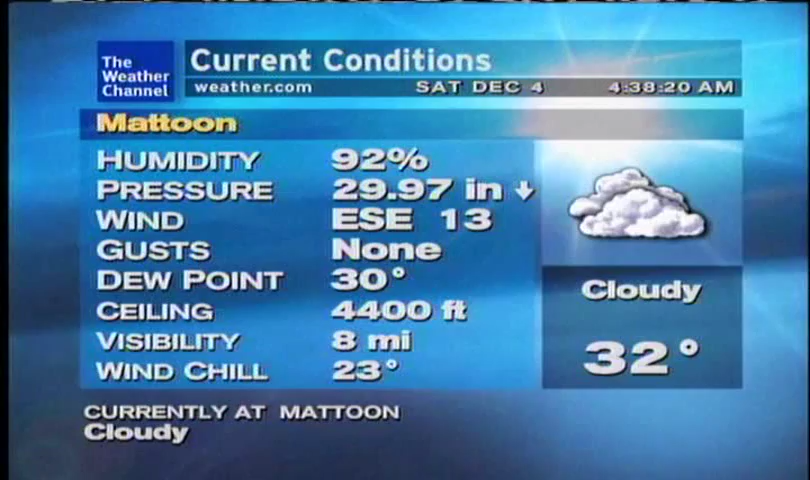 The Weather Channel
Current Conditions
weather.com SAT DEC 4 4:38:20 AM
Mattoon
HUMIDITY 92%
PRESSURE 29.97 in ↓
WIND ESE 13
GUSTS None
DEW POINT 30°
CEILING 4400 ft
VISIBILITY 8 mi
WIND CHILL 23°
Cloudy
32°
CURRENTLY AT MATTOON
Cloudy